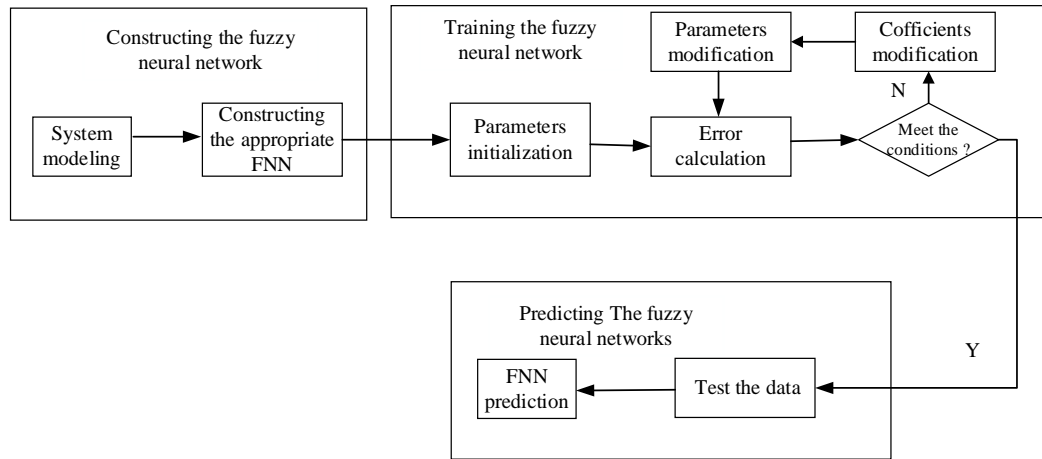 Constructing the fuzzy
neural network
System
modeling
Constructing
the appropriate
FNN
Training the fuzzy
neural network
Parameters
modification
Cofficients
modification
N
Parameters
initialization
Error
calculation
Meet the
conditions ?
Y
Predicting The fuzzy
neural networks
FNN
prediction
Test the data